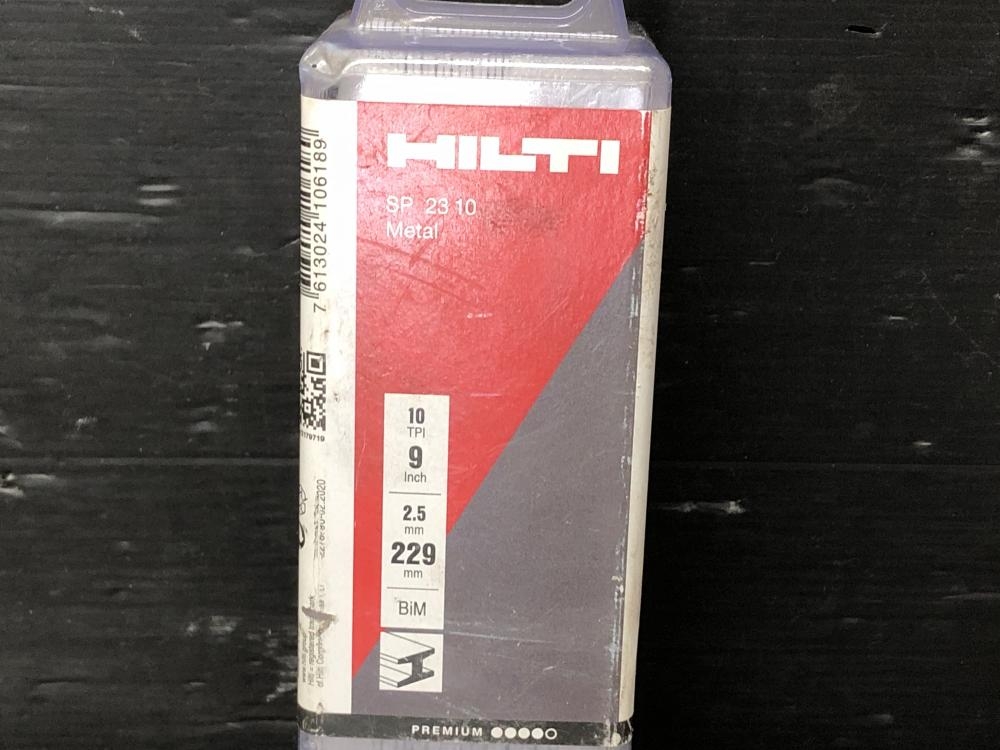 HILTI
SP 23 10
Metal
10
TPI
9
Inch
2.5
mm
229
mm
BiM
PREMIUM
7 613024 106189